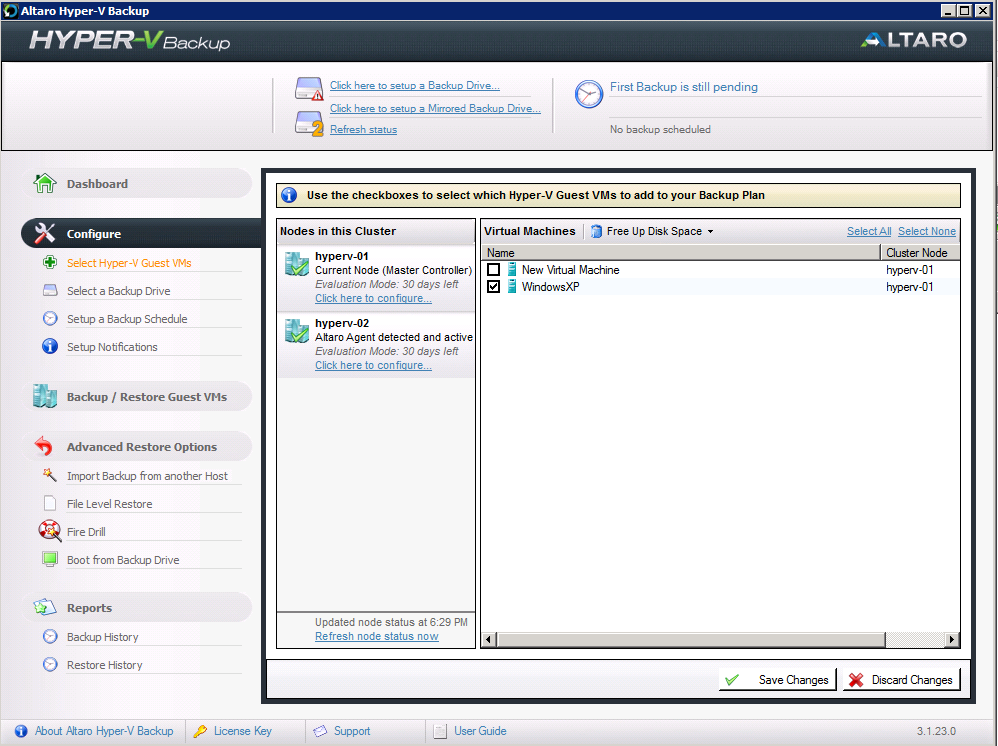 Altaro Hyper-V Backup
HYPER-V Backup
ALTARO
Click here to setup a Backup Drive...
Click here to setup a Mirrored Backup Drive...
2
Refresh status
First Backup is still pending
No backup scheduled
Dashboard
Configure
Select Hyper-V Guest VMs
Select a Backup Drive
Setup a Backup Schedule
Setup Notifications
Backup / Restore Guest VMs
Advanced Restore Options
Import Backup from another Host
File Level Restore
Fire Drill
Boot from Backup Drive
Reports
Backup History
Restore History
Use the checkboxes to select which Hyper-V Guest VMs to add to your Backup Plan
Nodes in this Cluster
hyperv-01
Current Node (Master Controller)
Evaluation Mode: 30 days left
Click here to configure...
hyperv-02
Altaro Agent detected and active
Evaluation Mode: 30 days left
Click here to configure...
Updated node status at 6:29 PM
Refresh node status now
Virtual Machines Free Up Disk Space Select All Select None
Name Cluster Node
New Virtual Machine hyperv-01
WindowsXP hyperv-01
Save Changes Discard Changes
About Altaro Hyper-V Backup License Key Support User Guide 3.1.23.0